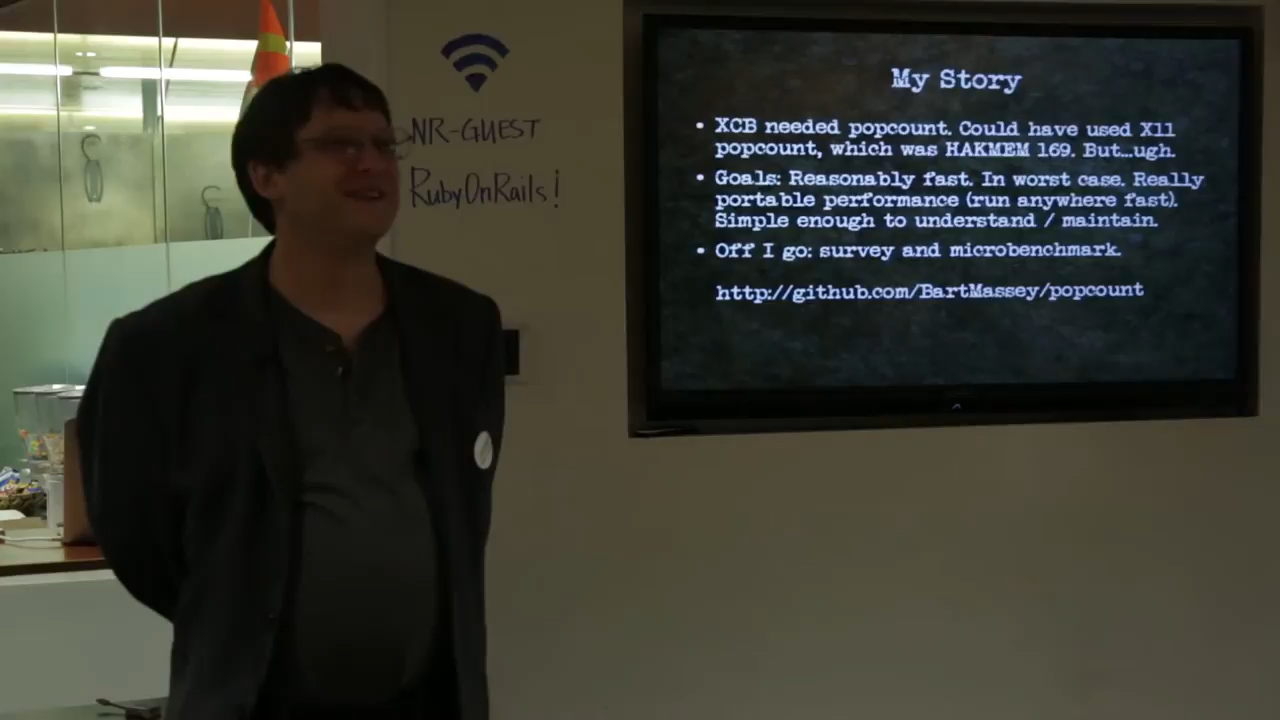 NR-GUEST
RubyOnRails!
My Story
• XCB needed popcount. Could have used X11
popcount, which was HAKMEM 169. But…ugh.
• Goals: Reasonably fast. In worst case. Really
portable performance (run anywhere fast).
Simple enough to understand / maintain.
• Off I go: survey and microbenchmark.
http://github.com/BartMassey/popcount